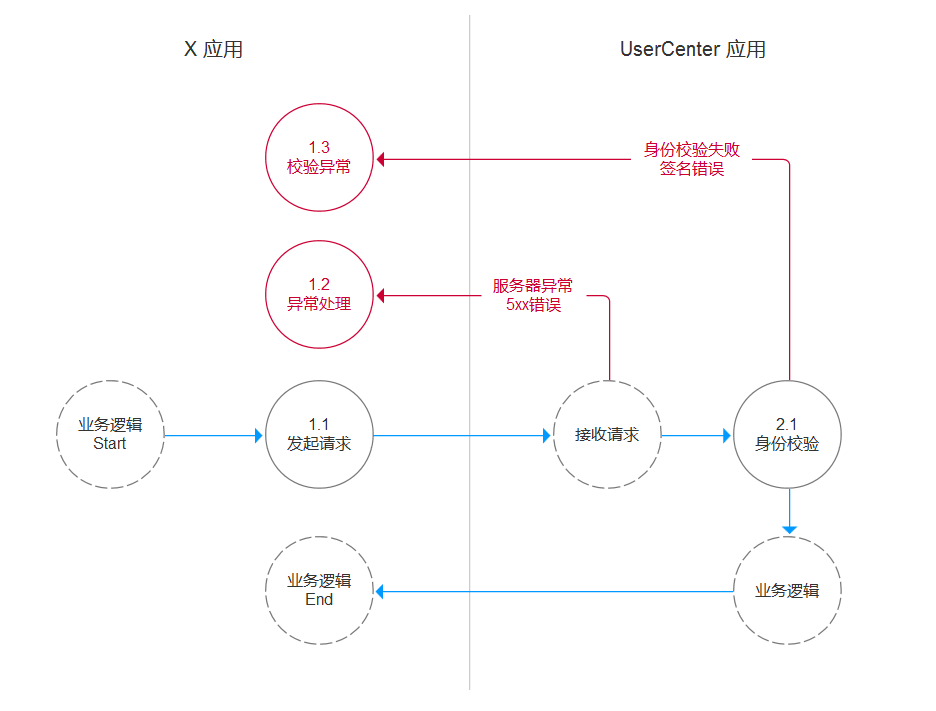 X 应用
UserCenter 应用
1.3
校验异常
身份校验失败
签名错误
1.2
异常处理
服务器异常
5xx错误
业务逻辑
Start
1.1
发起请求
接收请求
2.1
身份校验
业务逻辑
End
业务逻辑